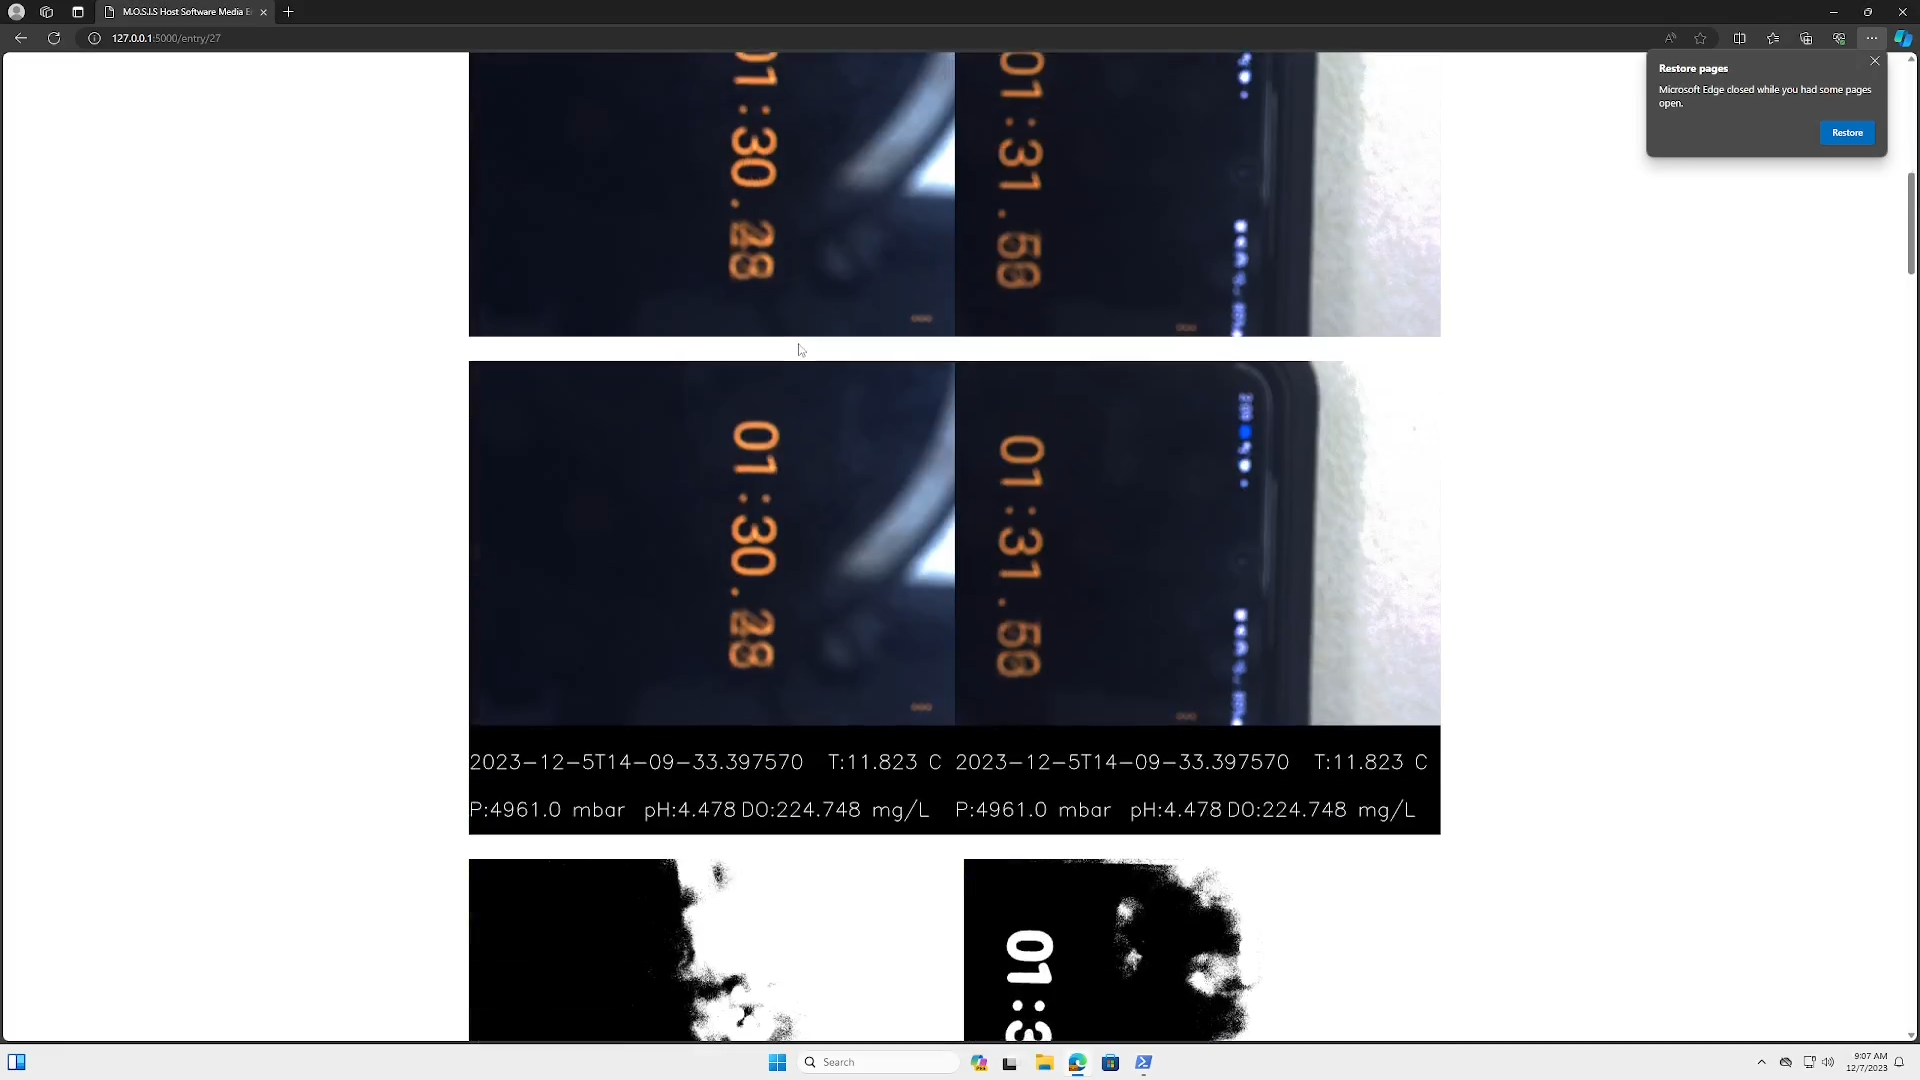 M.O.S.I.S Host Software Media E
127.0.0.1:5000/entry/27
Restore pages
Microsoft Edge closed while you had some pages
open.
Restore
01:30.28
01:31.58
01:30.28
01:31.58
2023-12-5T14-09-33.397570 T:11.823 C 2023-12-5T14-09-33.397570 T:11.823 C
P:4961.0 mbar pH:4.478 DO:224.748 mg/L P:4961.0 mbar pH:4.478 DO:224.748 mg/L
01:3
Search
9:07 AM
12/7/2023